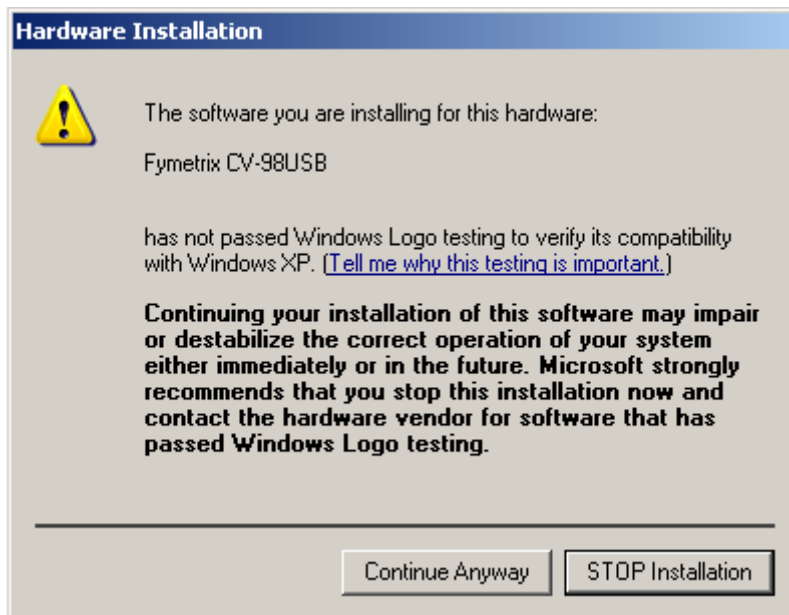 Hardware Installation
The software you are installing for this hardware:
Fymetrix CV-98USB
has not passed Windows Logo testing to verify its compatibility
with Windows XP. (Tell me why this testing is important.)
Continuing your installation of this software may impair
or destabilize the correct operation of your system
either immediately or in the future. Microsoft strongly
recommends that you stop this installation now and
contact the hardware vendor for software that has
passed Windows Logo testing.
Continue Anyway STOP Installation